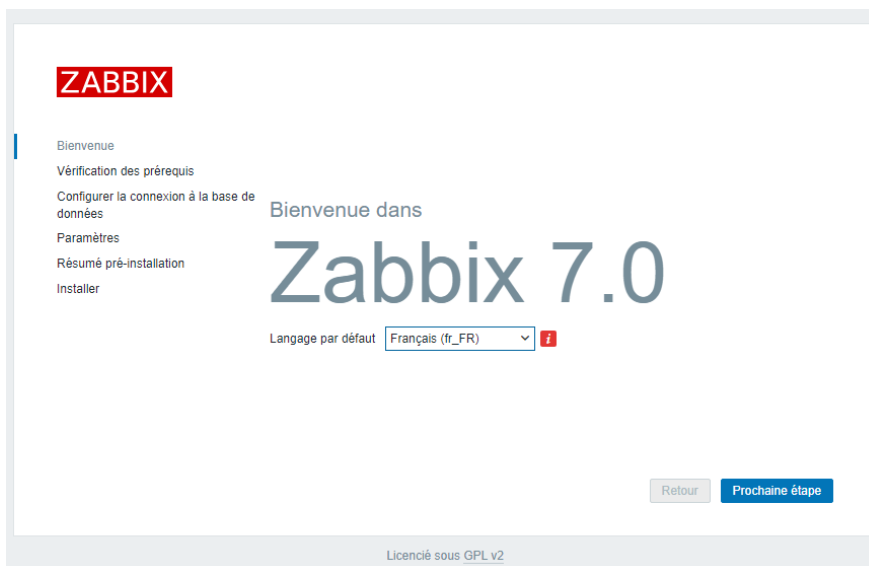 ZABBIX
Bienvenue
Vérification des prérequis
Configurer la connexion à la base de
données
Paramètres
Résumé pré-installation
Installer
Bienvenue dans
Zabbix 7.0
Langage par défaut Français (fr_FR) i
Retour Prochaine étape
Licencié sous GPL v2